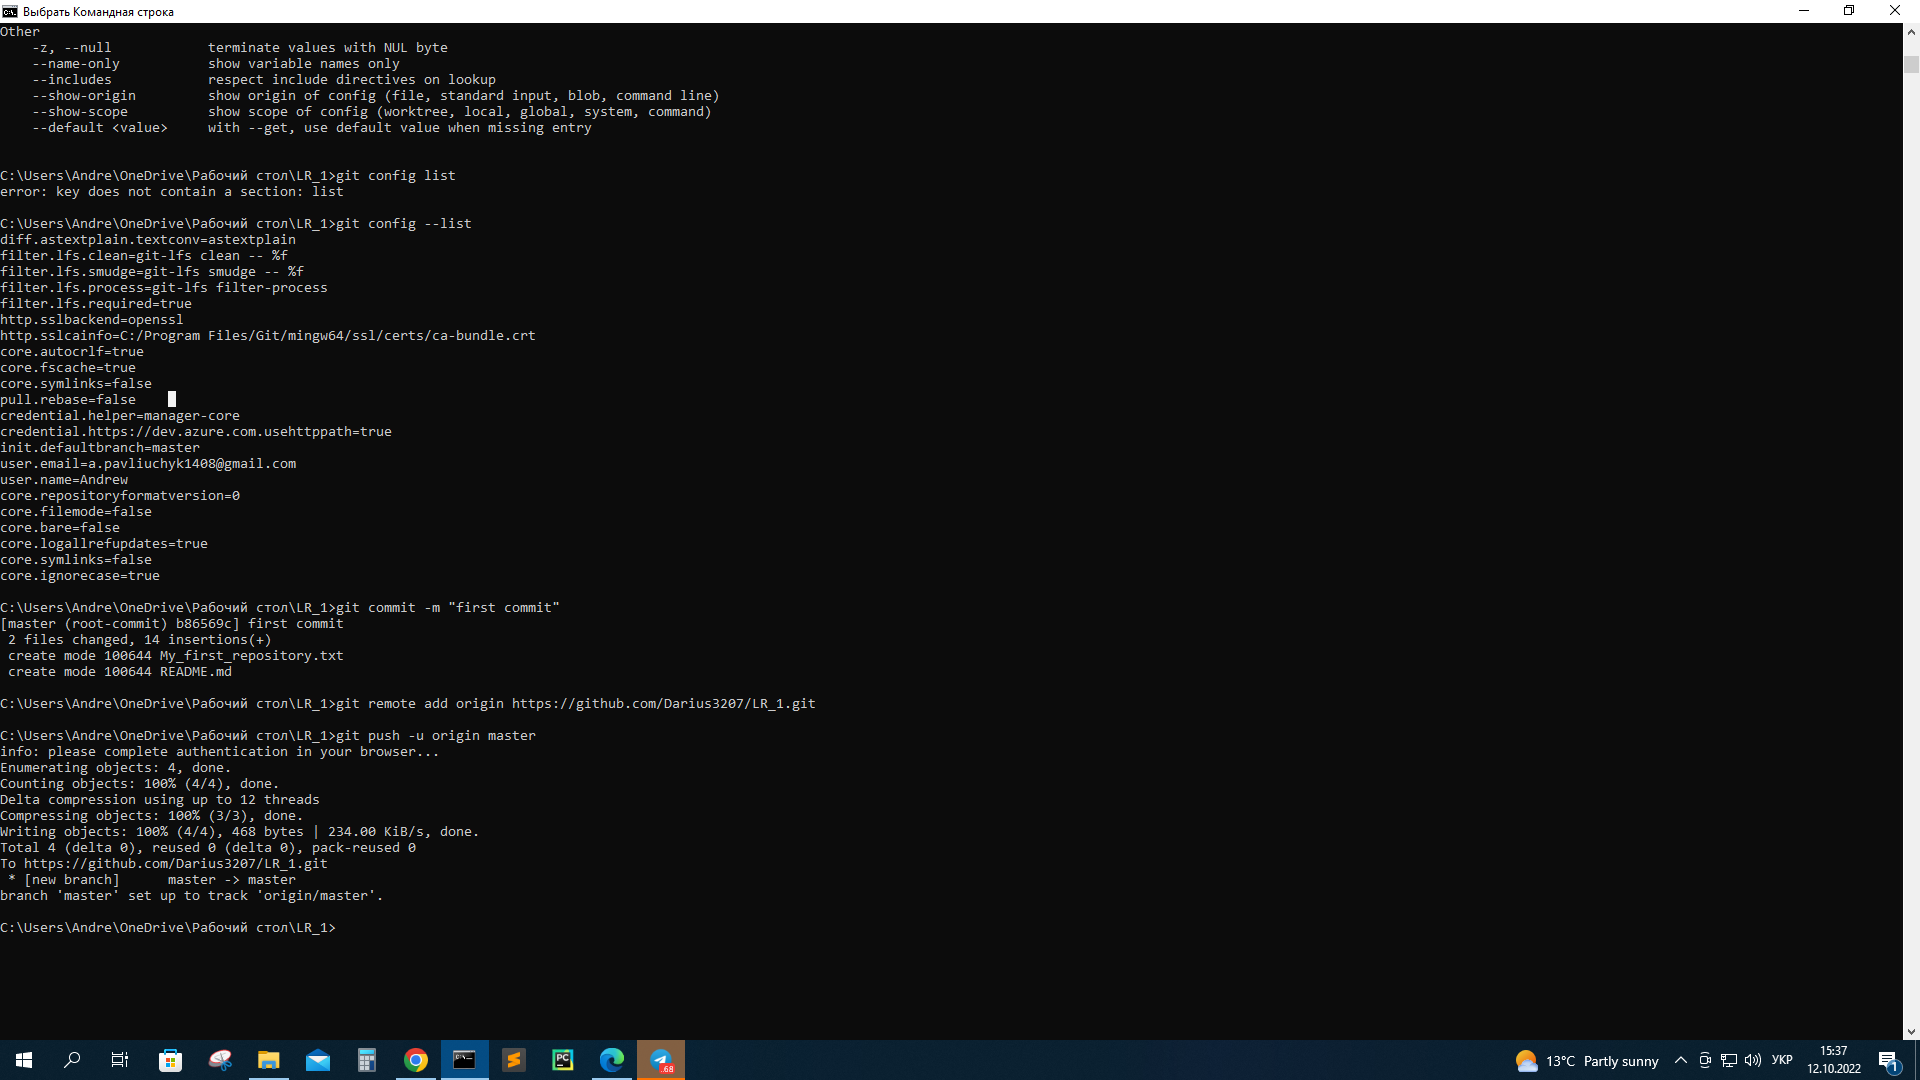 Выбрать Командная строка
Other
    -z, --null            terminate values with NUL byte
    --name-only           show variable names only
    --includes            respect include directives on lookup
    --show-origin         show origin of config (file, standard input, blob, command line)
    --show-scope          show scope of config (worktree, local, global, system, command)
    --default <value>     with --get, use default value when missing entry
C:\Users\Andre\OneDrive\Рабочий стол\LR_1>git config list
error: key does not contain a section: list
C:\Users\Andre\OneDrive\Рабочий стол\LR_1>git config --list
diff.astextplain.textconv=astextplain
filter.lfs.clean=git-lfs clean -- %f
filter.lfs.smudge=git-lfs smudge -- %f
filter.lfs.process=git-lfs filter-process
filter.lfs.required=true
http.sslbackend=openssl
http.sslcainfo=C:/Program Files/Git/mingw64/ssl/certs/ca-bundle.crt
core.autocrlf=true
core.fscache=true
core.symlinks=false
pull.rebase=false
credential.helper=manager-core
credential.https://dev.azure.com.usehttppath=true
init.defaultbranch=master
user.email=a.pavliuchyk1408@gmail.com
user.name=Andrew
core.repositoryformatversion=0
core.filemode=false
core.bare=false
core.logallrefupdates=true
core.symlinks=false
core.ignorecase=true
C:\Users\Andre\OneDrive\Рабочий стол\LR_1>git commit -m "first commit"
[master (root-commit) b86569c] first commit
 2 files changed, 14 insertions(+)
 create mode 100644 My_first_repository.txt
 create mode 100644 README.md
C:\Users\Andre\OneDrive\Рабочий стол\LR_1>git remote add origin https://github.com/Darius3207/LR_1.git
C:\Users\Andre\OneDrive\Рабочий стол\LR_1>git push -u origin master
info: please complete authentication in your browser...
Enumerating objects: 4, done.
Counting objects: 100% (4/4), done.
Delta compression using up to 12 threads
Compressing objects: 100% (3/3), done.
Writing objects: 100% (4/4), 468 bytes | 234.00 KiB/s, done.
Total 4 (delta 0), reused 0 (delta 0), pack-reused 0
To https://github.com/Darius3207/LR_1.git
 * [new branch]      master -> master
branch 'master' set up to track 'origin/master'.
C:\Users\Andre\OneDrive\Рабочий стол\LR_1>
PC
.68
13°C Partly sunny
УКР
15:37
12.10.2022
1